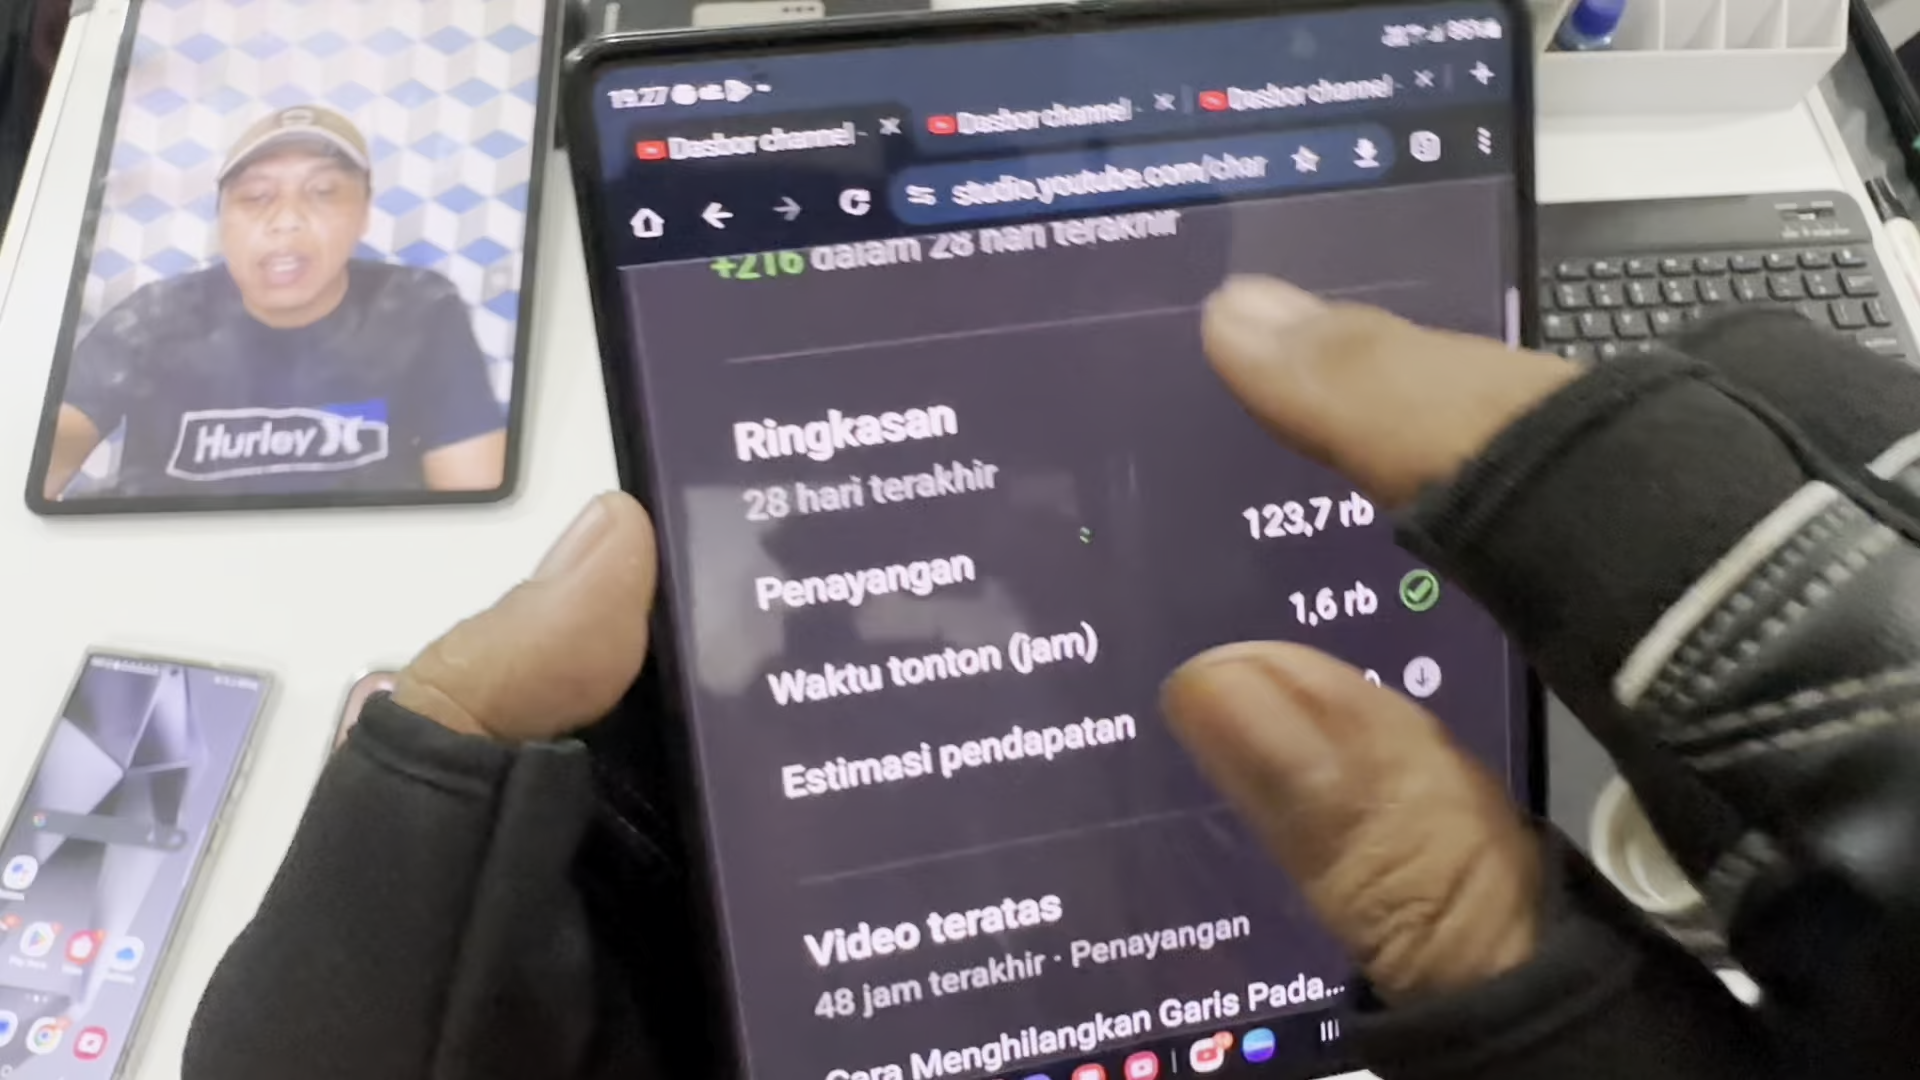 19.27
Dasbor channel -
Dasbor channel -
Dasbor channel -
studio.youtube.com/char
+216 dalam 28 hari terakhir
Ringkasan
28 hari terakhir
Penayangan 123,7 rb
Waktu tonton (jam) 1,6 rb
Estimasi pendapatan
Video teratas
48 jam terakhir · Penayangan
Cara Menghilangkan Garis Pada...
Hurley